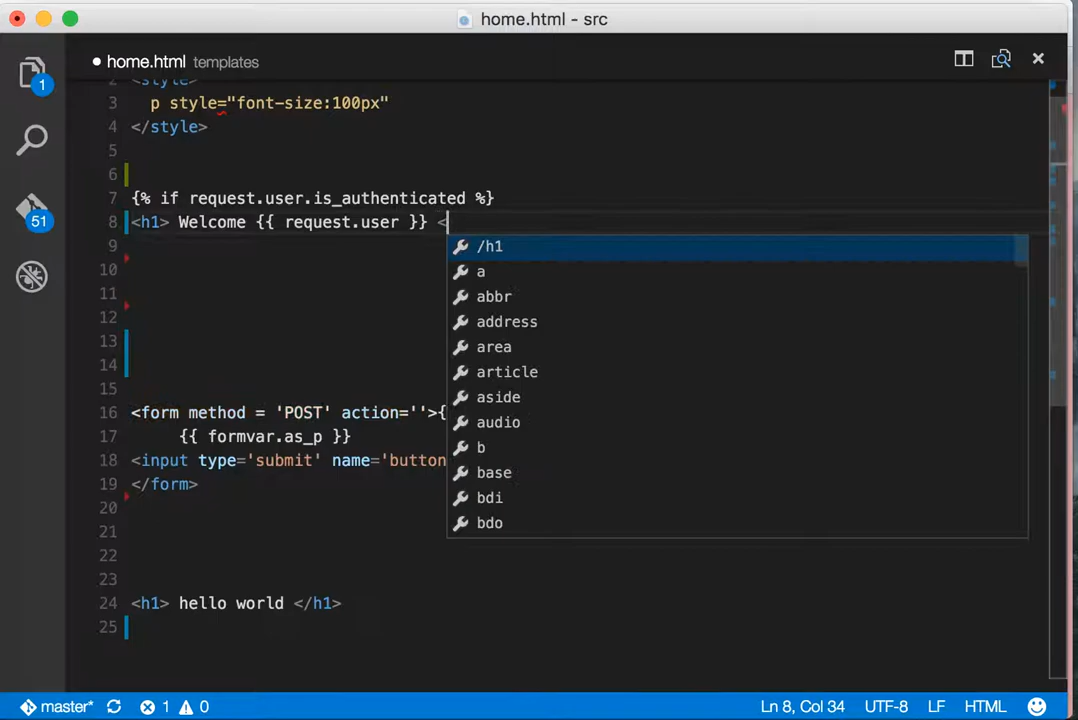 home.html - src
● home.html templates
1
51
2 <style>
3 p style="font-size:100px"
4 </style>
5
6
7 {% if request.user.is_authenticated %}
8 <h1> Welcome {{ request.user }} <
9
10
11
12
13
14
15
16 <form method = 'POST' action=''>{
17 {{ formvar.as_p }}
18 <input type='submit' name='button
19 </form>
20
21
22
23
24 <h1> hello world </h1>
25
/h1
a
abbr
address
area
article
aside
audio
b
base
bdi
bdo
master* 1 0 Ln 8, Col 34 UTF-8 LF HTML